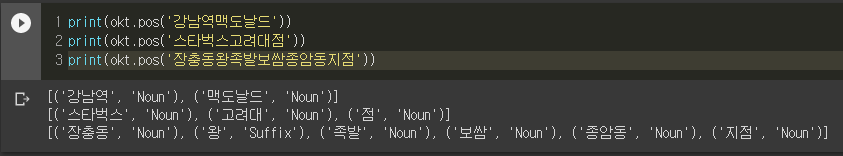 1 print(okt.pos('강남역맥도날드'))
2 print(okt.pos('스타벅스고려대점'))
3 print(okt.pos('장충동왕족발보쌈종암동지점'))
[('강남역', 'Noun'), ('맥도날드', 'Noun')]
[('스타벅스', 'Noun'), ('고려대', 'Noun'), ('점', 'Noun')]
[('장충동', 'Noun'), ('왕', 'Suffix'), ('족발', 'Noun'), ('보쌈', 'Noun'), ('종암동', 'Noun'), ('지점', 'Noun')]